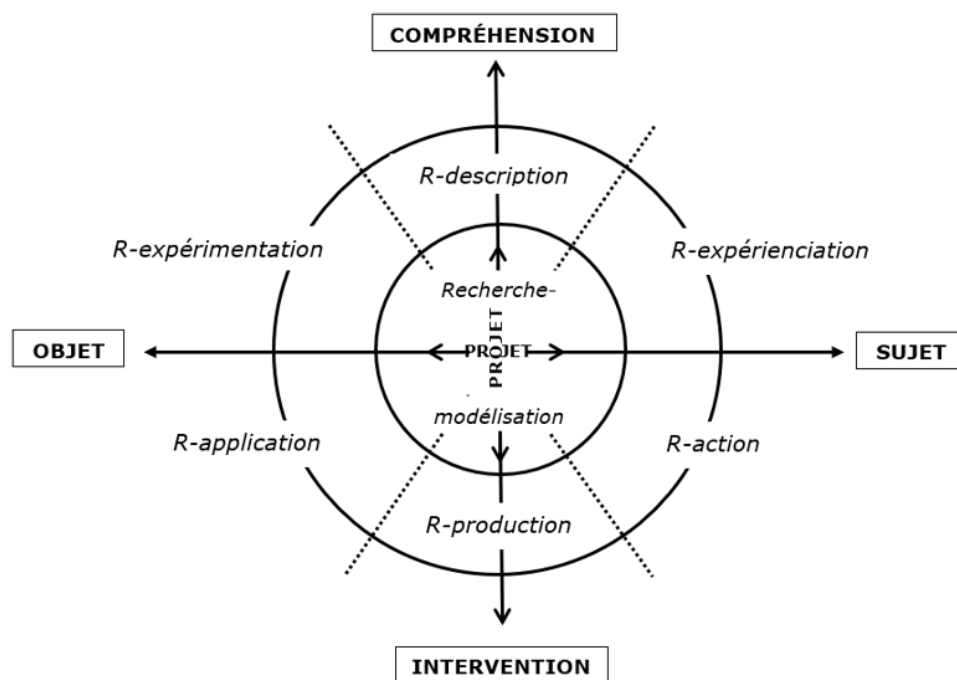 COMPRÉHENSION
R-description
R-expérimentation
R-expérienciation
Recherche-
OBJET
PROJET
PROJET
SUJET
modélisation
R-application
R-action
R-production
INTERVENTION